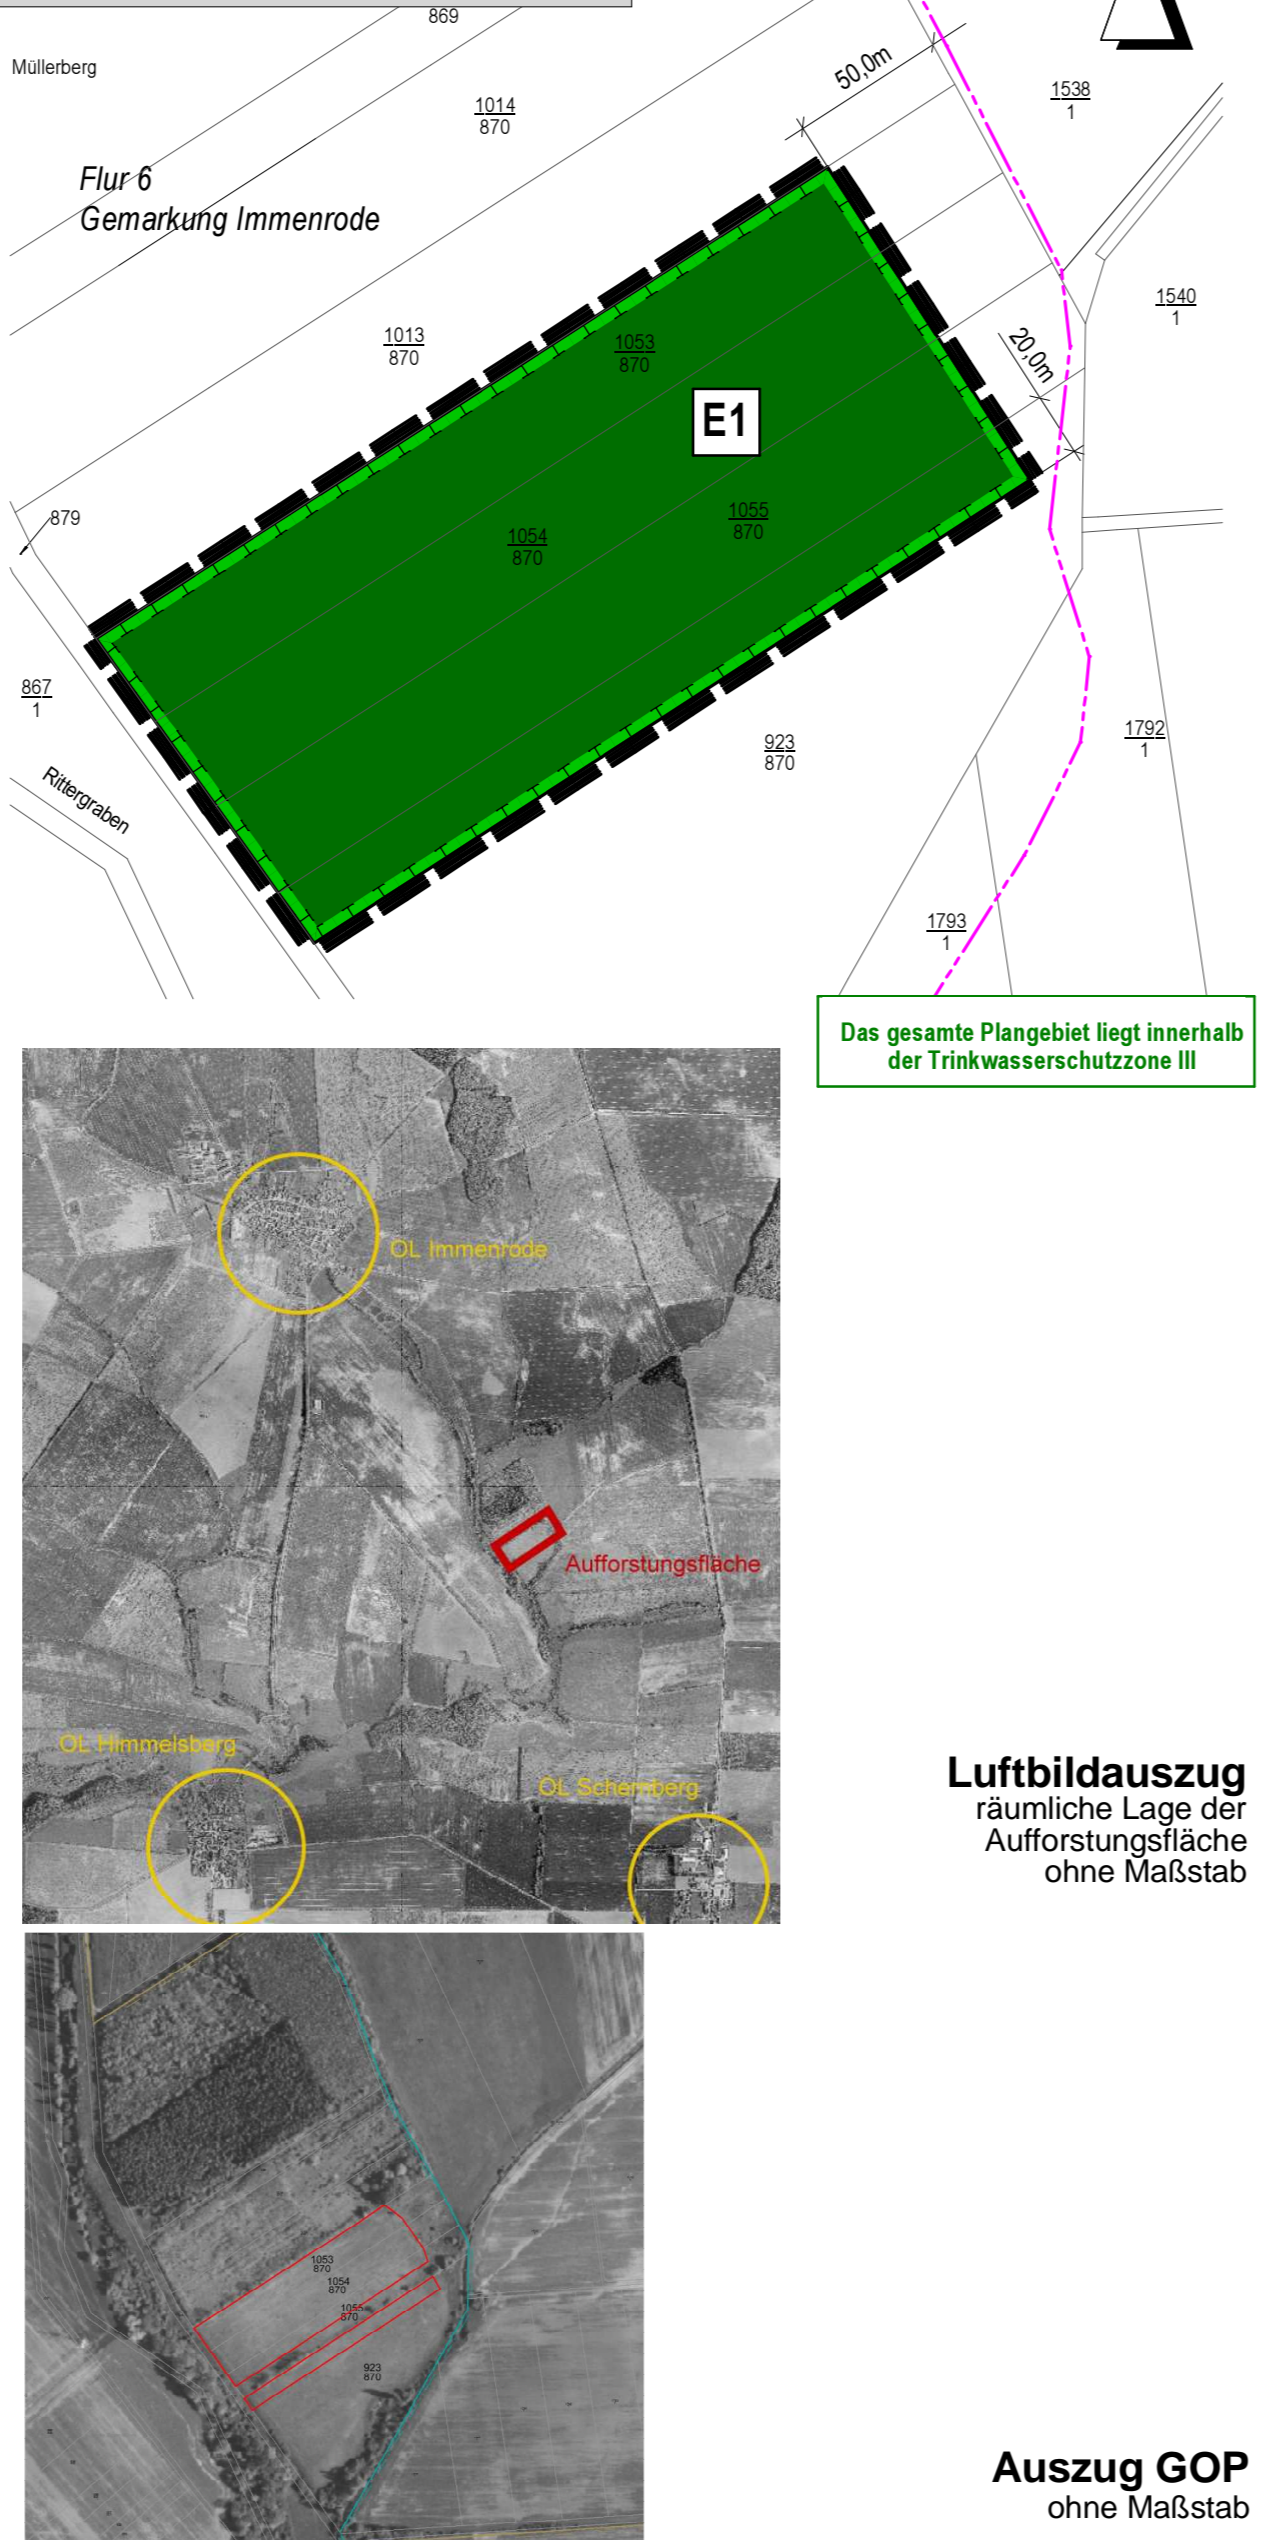 869
Müllerberg
50,0m
1538
1
1014
870
Flur 6
Gemarkung Immenrode
1540
1
1013
870
1053
870
20,0m
E1
879
1055
870
1054
870
867
1
923
870
1792
1
Rittergraben
1793
1
Das gesamte Plangebiet liegt innerhalb
der Trinkwasserschutzzone III
OL Immenrode
Aufforstungsfläche
OL Himmelsberg
OL Schernberg
Luftbildauszug
räumliche Lage der
Aufforstungsfläche
ohne Maßstab
1053
870
1054
870
1055
870
923
870
Auszug GOP
ohne Maßstab